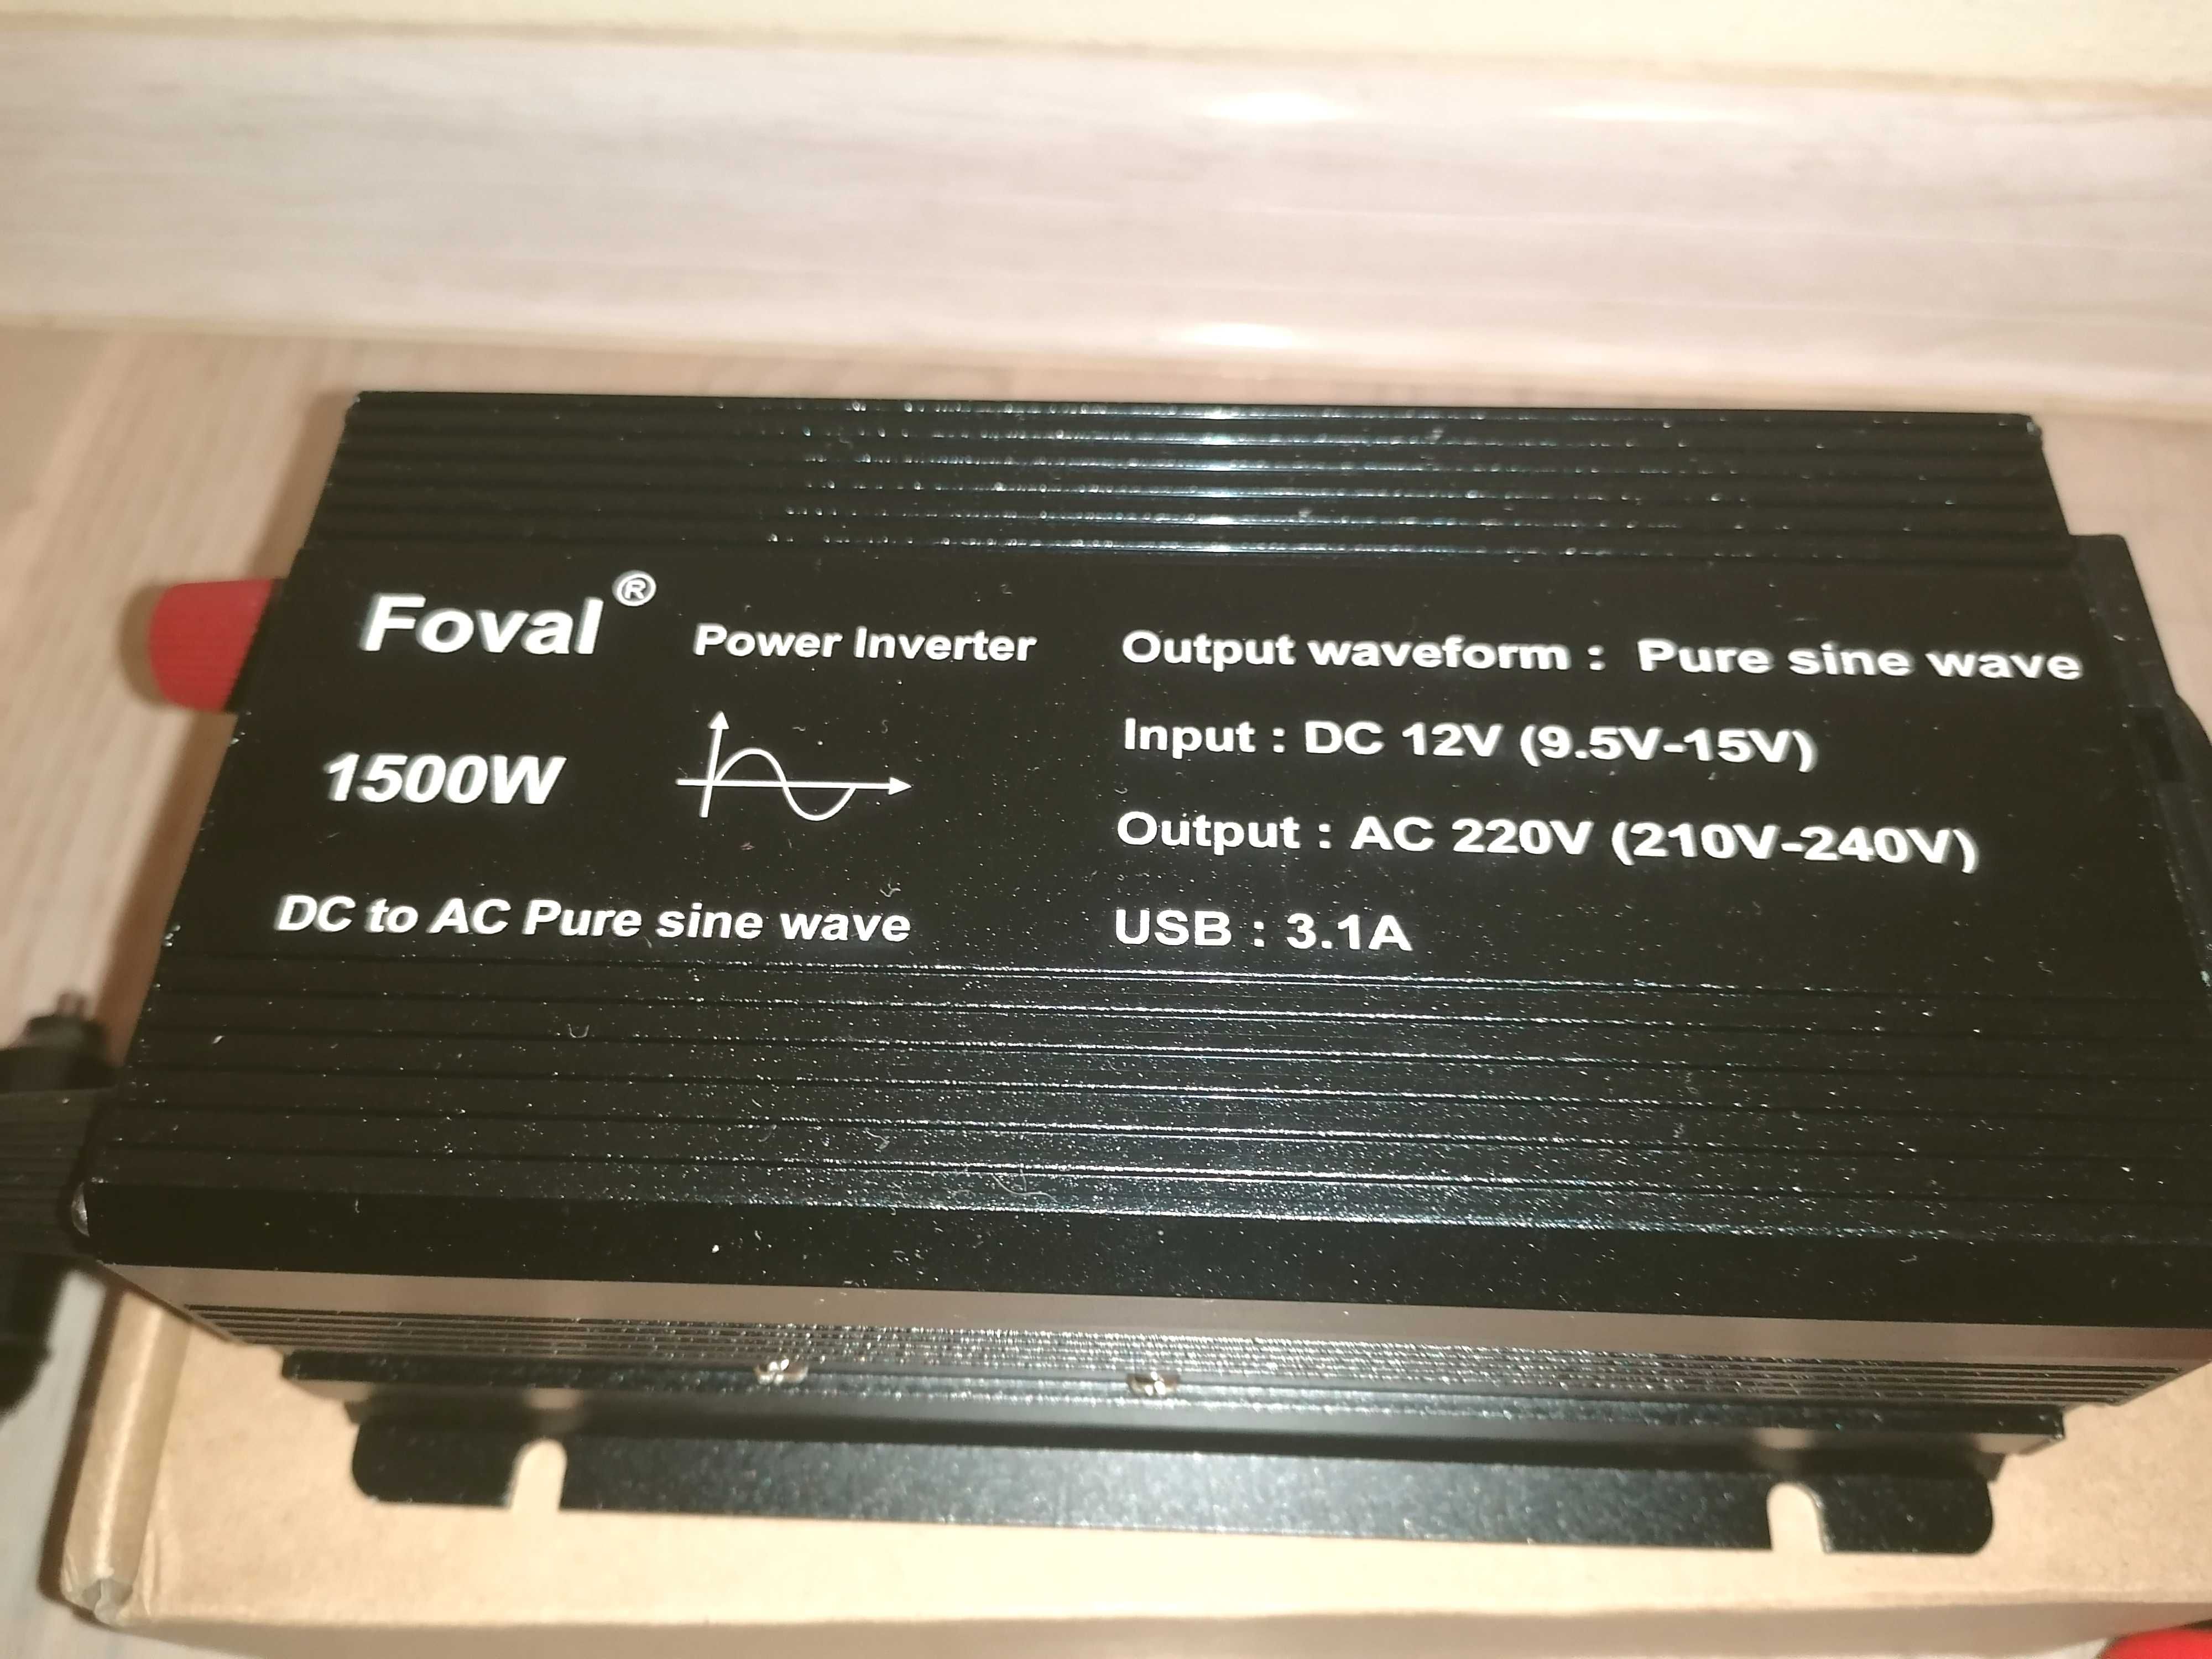 Foval®
Power Inverter
1500W
DC to AC Pure sine wave
Output waveform : Pure sine wave
Input : DC 12V (9.5V-15V)
Output : AC 220V (210V-240V)
USB : 3.1A